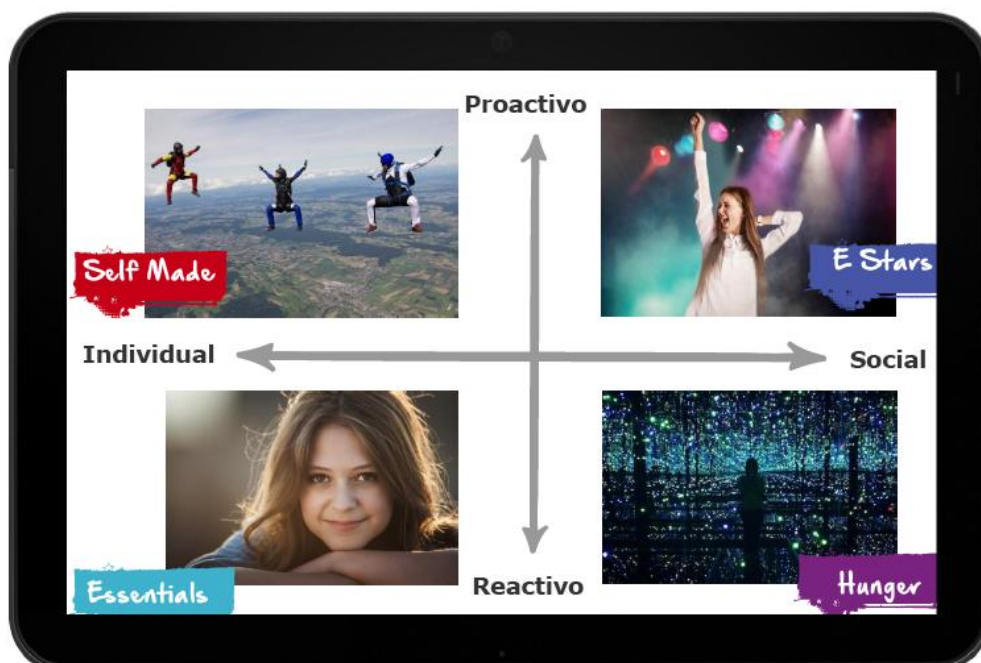 Proactivo
Self Made
E Stars
Individual
Social
Essentials
Reactivo
Hunger